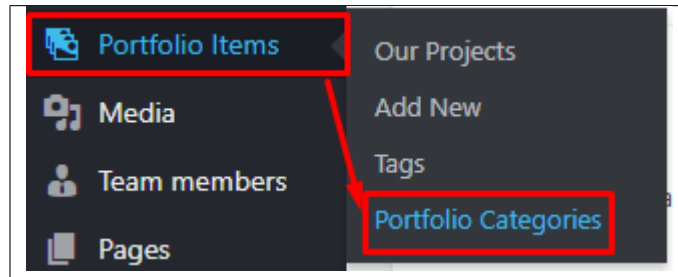 Portfolio Items
Media
Team members
Pages
Our Projects
Add New
Tags
Portfolio Categories